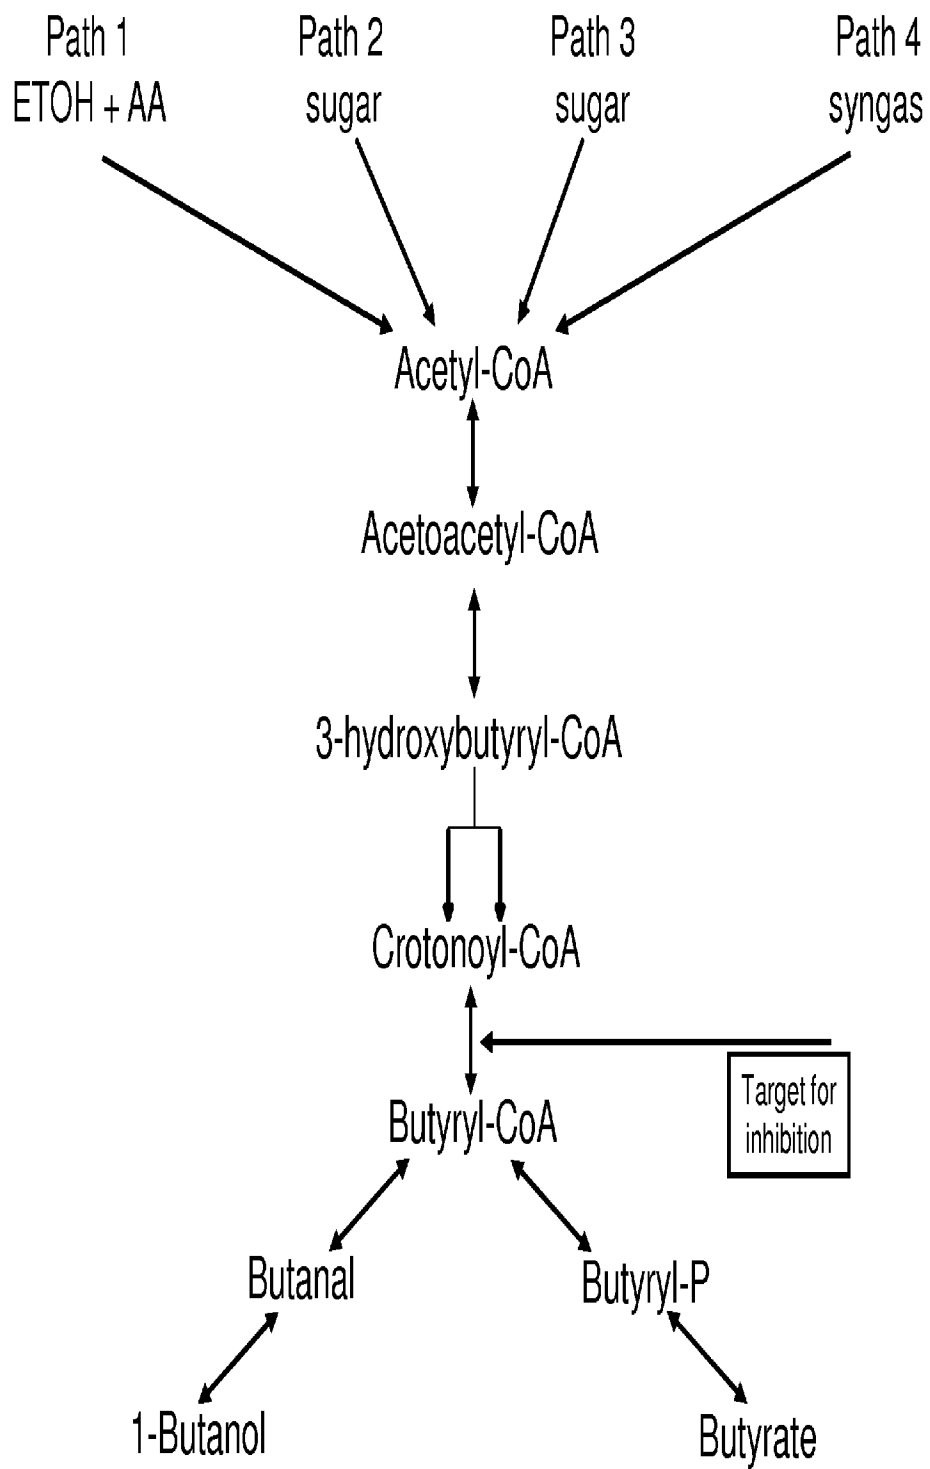 Path 1
Path 2
Path 3
Path 4
ETOH + AA
sugar
sugar
syngas
Acetyl-CoA
Acetoacetyl-CoA
3-hydroxybutyryl-CoA
Crotonoyl-CoA
Target for
inhibition
Butyryl-CoA
Butanal
Butyryl-P
1-Butanol
Butyrate